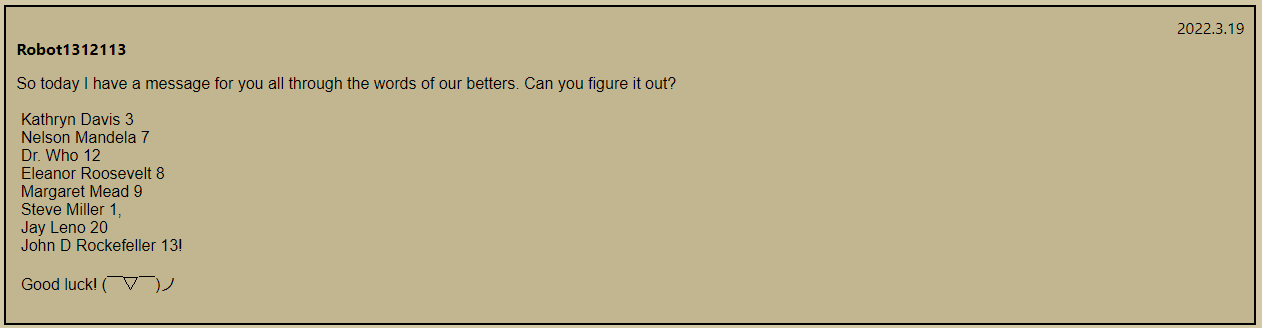 2022.3.19
Robot1312113
So today I have a message for you all through the words of our betters. Can you figure it out?
Kathryn Davis 3
Nelson Mandela 7
Dr. Who 12
Eleanor Roosevelt 8
Margaret Mead 9
Steve Miller 1,
Jay Leno 20
John D Rockefeller 13!
Good luck! (￣▽￣)ノ